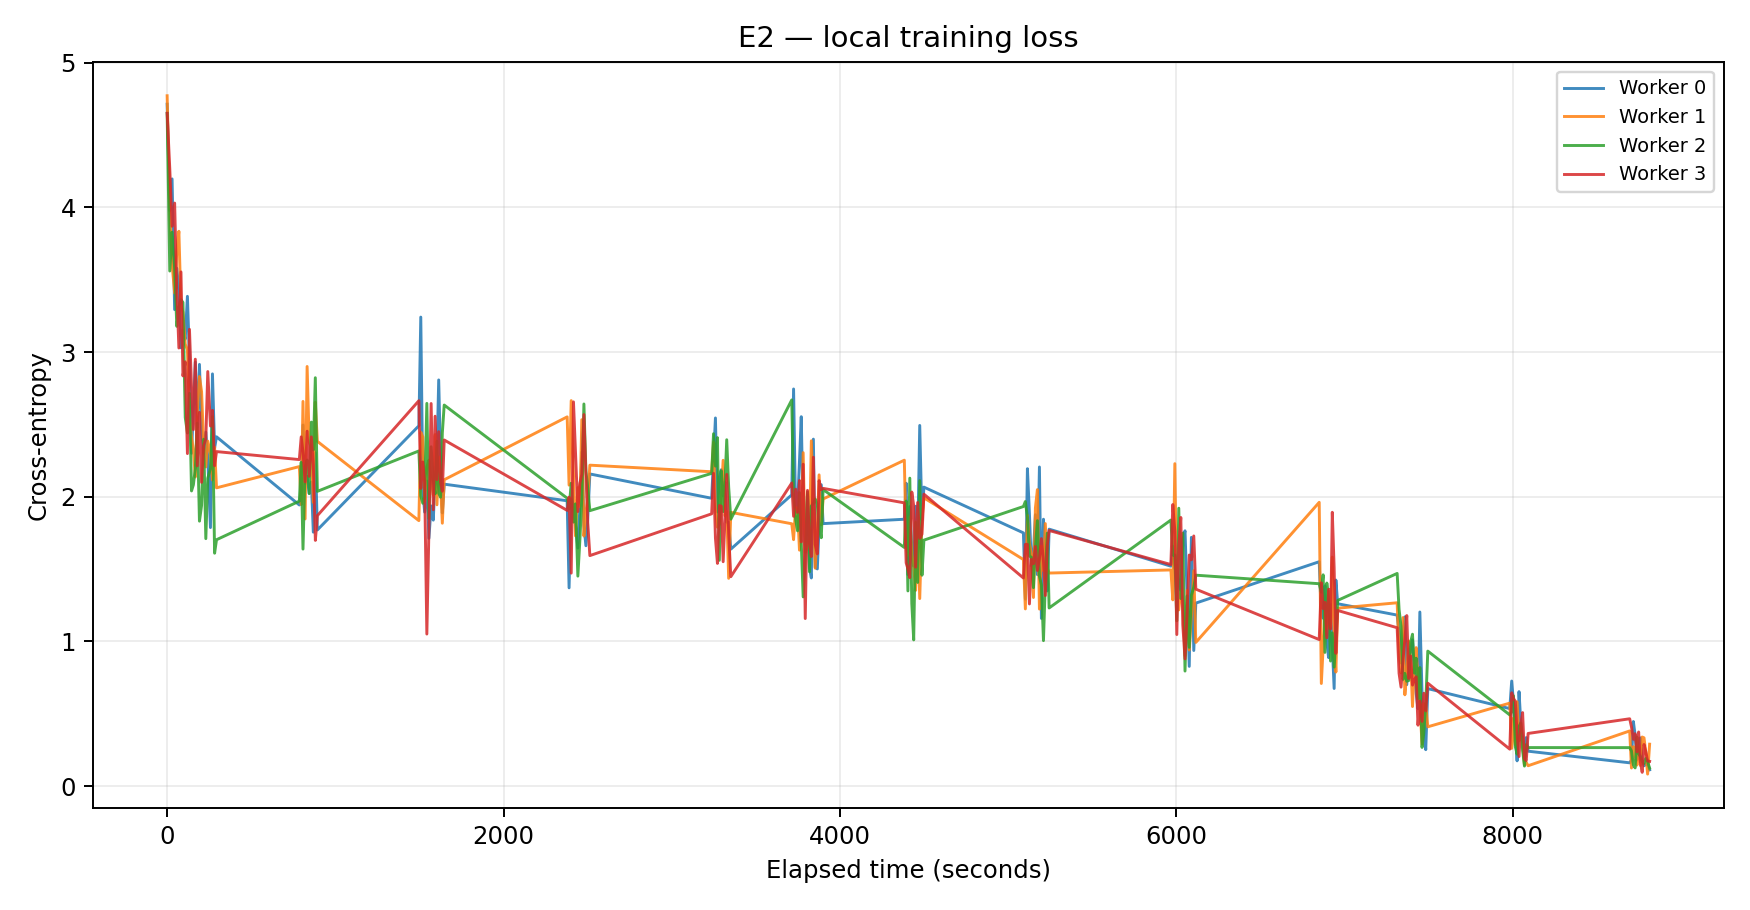 E2 — local training loss
5
4
3
2
1
0
Cross-entropy
Worker 0
Worker 1
Worker 2
Worker 3
0
2000
4000
6000
8000
Elapsed time (seconds)